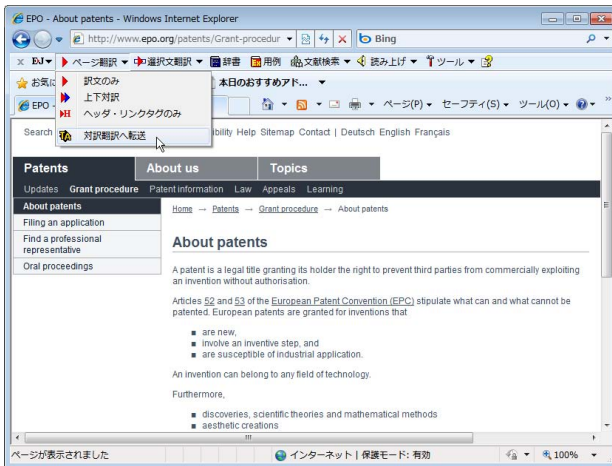 EPO - About patents - Windows Internet Explorer
http://www.epo.org/patents/Grant-procedur
Bing
x EJ ページ翻訳 選択文翻訳 辞書 用例 文献検索 読み上げ ツール
お気に 本日のおすすめアド...
訳文のみ
上下対訳
ヘッダ・リンクタグのみ
対訳翻訳へ転送
EPO - ページ(P) セーフティ(S) ツール(O)
Search ibility Help Sitemap Contact | Deutsch English Français
Patents About us Topics
Updates Grant procedure Patent information Law Appeals Learning
About patents
Filing an application
Find a professional
representative
Oral proceedings
Home → Patents → Grant procedure → About patents
About patents
A patent is a legal title granting its holder the right to prevent third parties from commercially exploiting
an invention without authorisation.
Articles 52 and 53 of the European Patent Convention (EPC) stipulate what can and what cannot be
patented. European patents are granted for inventions that
are new,
involve an inventive step, and
are susceptible of industrial application.
An invention can belong to any field of technology.
Furthermore,
discoveries, scientific theories and mathematical methods
aesthetic creations
ページが表示されました インターネット | 保護モード: 有効 100%